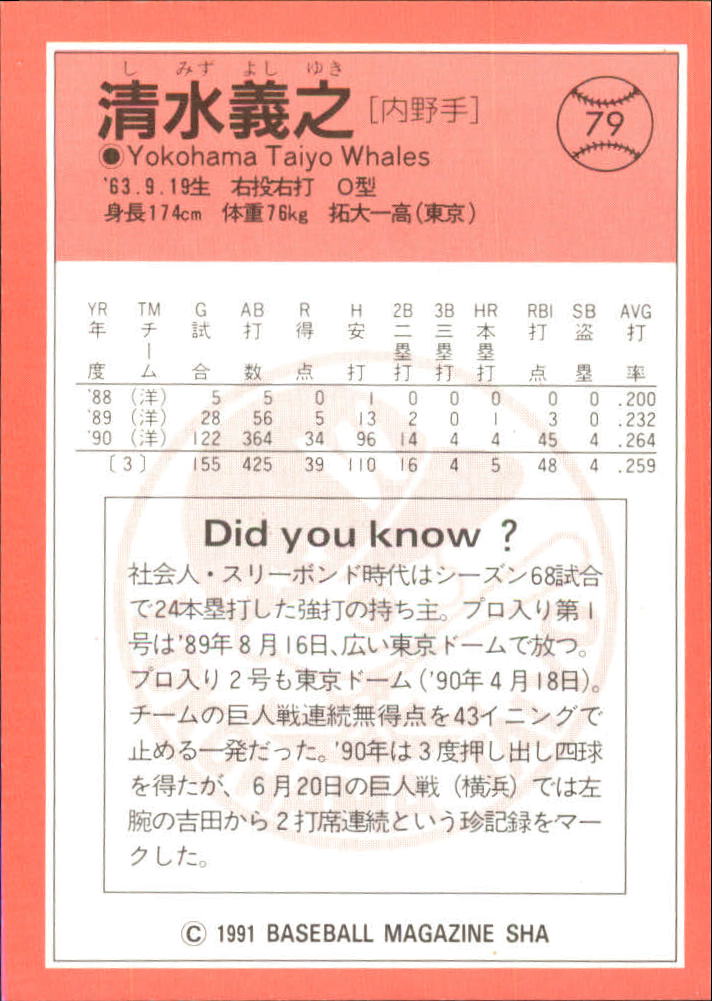 し みず よし ゆき
清水義之 [内野手]
79
●Yokohama Taiyo Whales
'63.9.19生 右投右打 O型
身長174cm 体重76kg 拓大一高(東京)
YR TM G AB R H 2B 3B HR RBI SB AVG
年度 チーム 試合 打数 得点 安打 二塁打 三塁打 本塁打 打点 盗塁 打率
'88 (洋) 5 5 0 1 0 0 0 0 0 .200
'89 (洋) 28 56 5 13 2 0 1 3 0 .232
'90 (洋) 122 364 34 96 14 4 4 45 4 .264
[3] 155 425 39 110 16 4 5 48 4 .259
Did you know ?
社会人・スリーボンド時代はシーズン68試合
で24本塁打した強打の持ち主。プロ入り第1
号は'89年8月16日、広い東京ドームで放つ。
プロ入り2号も東京ドーム('90年4月18日)。
チームの巨人戦連続無得点を43イニングで
止める一発だった。'90年は3度押し出し四球
を得たが、6月20日の巨人戦(横浜)では左
腕の吉田から2打席連続という珍記録をマー
クした。
© 1991 BASEBALL MAGAZINE SHA